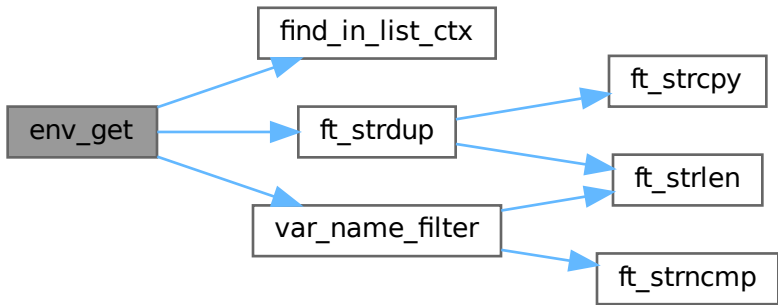 find_in_list_ctx
ft_strcpy
env_get
ft_strdup
ft_strlen
var_name_filter
ft_strncmp